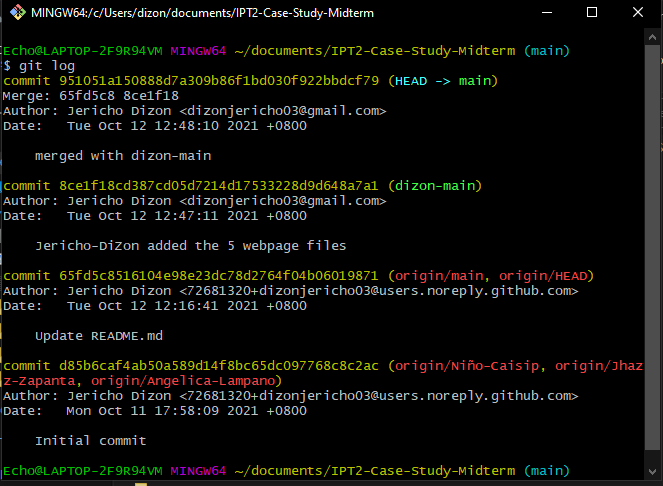 MINGW64:/c/Users/dizon/documents/IPT2-Case-Study-Midterm
Echo@LAPTOP-2F9R94VM MINGW64 ~/documents/IPT2-Case-Study-Midterm (main)
$ git log
commit 951051a150888d7a309b86f1bd030f922bbdcf79 (HEAD -> main)
Merge: 65fd5c8 8ce1f18
Author: Jericho Dizon <dizonjericho03@gmail.com>
Date:   Tue Oct 12 12:48:10 2021 +0800
    merged with dizon-main
commit 8ce1f18cd387cd05d7214d17533228d9d648a7a1 (dizon-main)
Author: Jericho Dizon <dizonjericho03@gmail.com>
Date:   Tue Oct 12 12:47:11 2021 +0800
    Jericho-DiZon added the 5 webpage files
commit 65fd5c8516104e98e23dc78d2764f04b06019871 (origin/main, origin/HEAD)
Author: Jericho Dizon <72681320+dizonjericho03@users.noreply.github.com>
Date:   Tue Oct 12 12:16:41 2021 +0800
    Update README.md
commit d85b6caf4ab50a589d14f8bc65dc097768c8c2ac (origin/Niño-Caisip, origin/Jhaz
z-Zapanta, origin/Angelica-Lampano)
Author: Jericho Dizon <72681320+dizonjericho03@users.noreply.github.com>
Date:   Mon Oct 11 17:58:09 2021 +0800
    Initial commit
Echo@LAPTOP-2F9R94VM MINGW64 ~/documents/IPT2-Case-Study-Midterm (main)